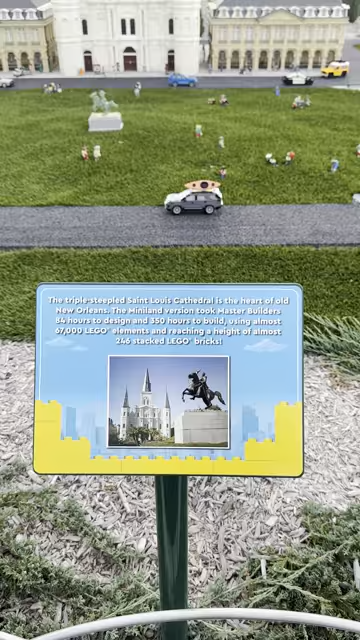 The triple-steepled Saint Louis Cathedral is the heart of old
New Orleans. The Miniland version took Master Builders
84 hours to design and 350 hours to build, using almost
67,000 LEGO® elements and reaching a height of almost
246 stacked LEGO® bricks!